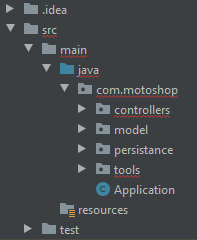 .idea
src
main
java
com.motoshop
controllers
model
persistance
tools
Application
resources
test